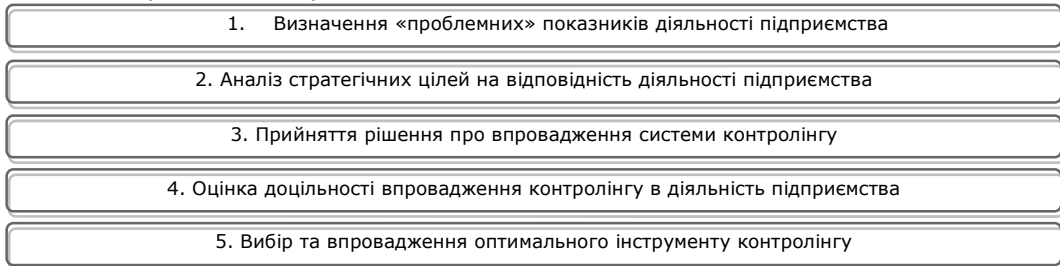 1. Визначення «проблемних» показників діяльності підприємства
2. Аналіз стратегічних цілей на відповідність діяльності підприємства
3. Прийняття рішення про впровадження системи контролінгу
4. Оцінка доцільності впровадження контролінгу в діяльність підприємства
5. Вибір та впровадження оптимального інструменту контролінгу